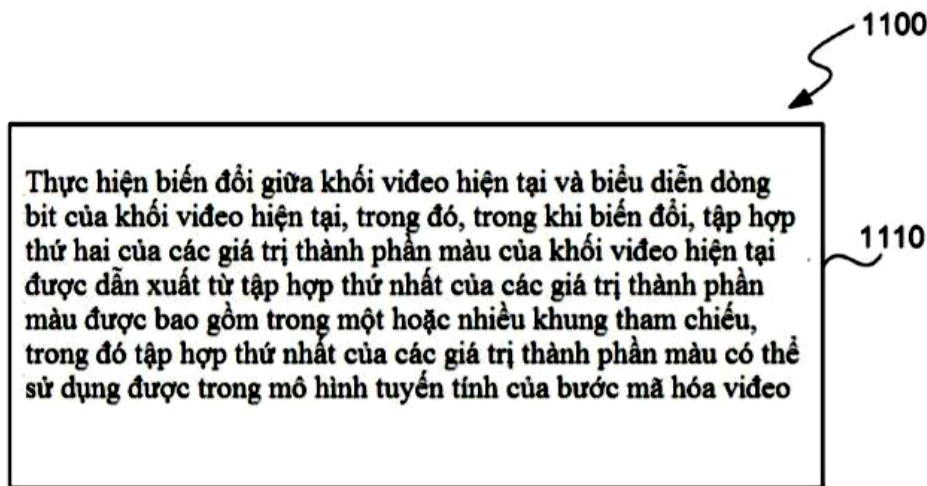 1100
Thực hiện biến đổi giữa khối viđeo hiện tại và biểu diễn dòng
bit của khối viđeo hiện tại, trong đó, trong khi biến đổi, tập hợp
thứ hai của các giá trị thành phần màu của khối viđeo hiện tại
được dẫn xuất từ tập hợp thứ nhất của các giá trị thành phần
màu được bao gồm trong một hoặc nhiều khung tham chiếu,
trong đó tập hợp thứ nhất của các giá trị thành phần màu có thể
sử dụng được trong mô hình tuyến tính của bước mã hóa viđeo
1110